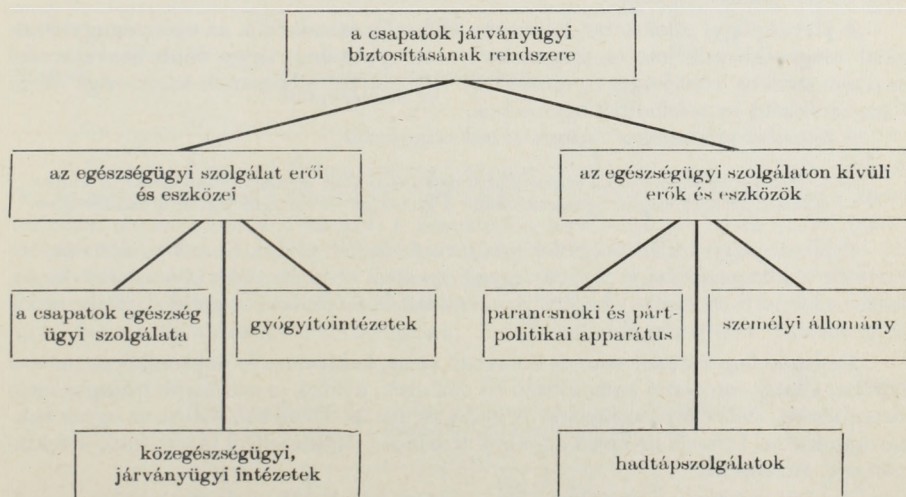 a csapatok járványügyi
biztosításának rendszere
az egészségügyi szolgálat erői
és eszközei
az egészségügyi szolgálaton kívüli
erők és eszközök
a csapatok egészség
ügyi szolgálata
gyógyítóintézetek
parancsnoki és párt-
politikai apparátus
személyi állomány
közegészségügyi,
járványügyi intézetek
hadtápszolgálatok